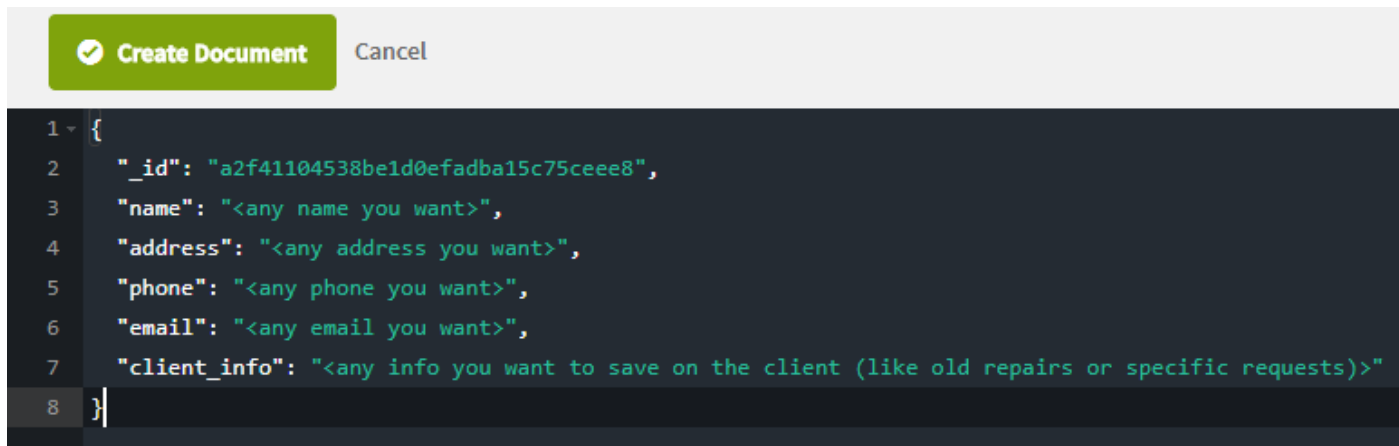 Create Document Cancel
1 {
2 "_id": "a2f41104538be1d0efadba15c75ceee8",
3 "name": "<any name you want>",
4 "address": "<any address you want>",
5 "phone": "<any phone you want>",
6 "email": "<any email you want>",
7 "client_info": "<any info you want to save on the client (like old repairs or specific requests)>"
8 }